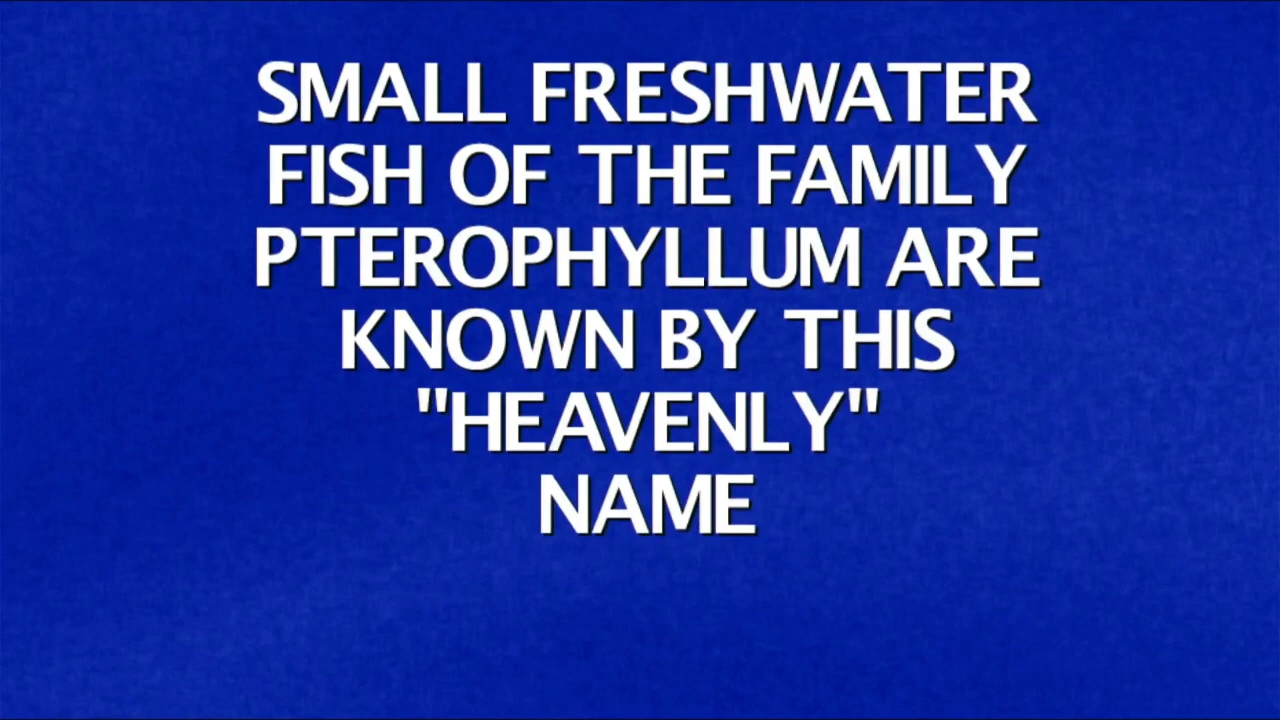 SMALL FRESHWATER
FISH OF THE FAMILY
PTEROPHYLLUM ARE
KNOWN BY THIS
"HEAVENLY"
NAME